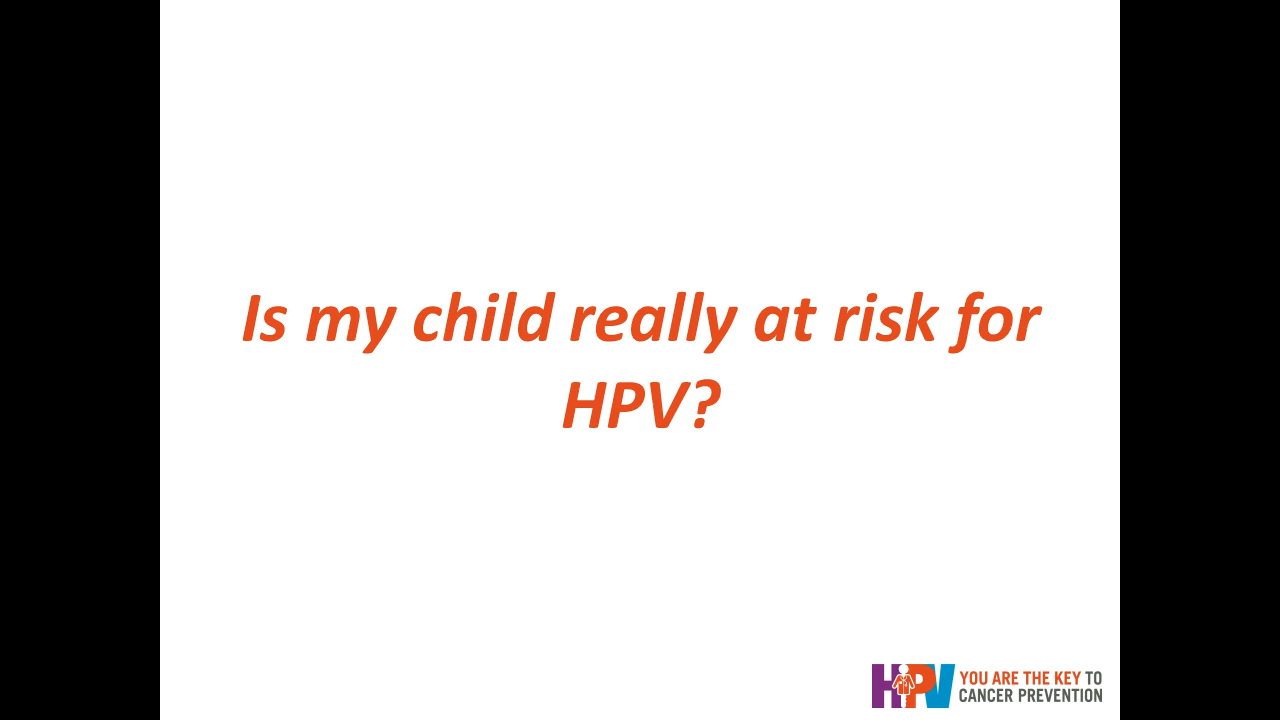 Is my child really at risk for
HPV?
HPV
YOU ARE THE KEY TO
CANCER PREVENTION